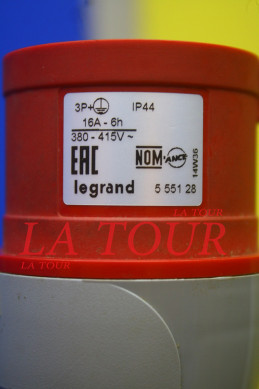 3P+ IP44
16A - 6h
380 - 415V ~
EAC NOM ANCE
14W36
legrand 5 551 28
LA TOUR
LA TOUR
LA TOUR